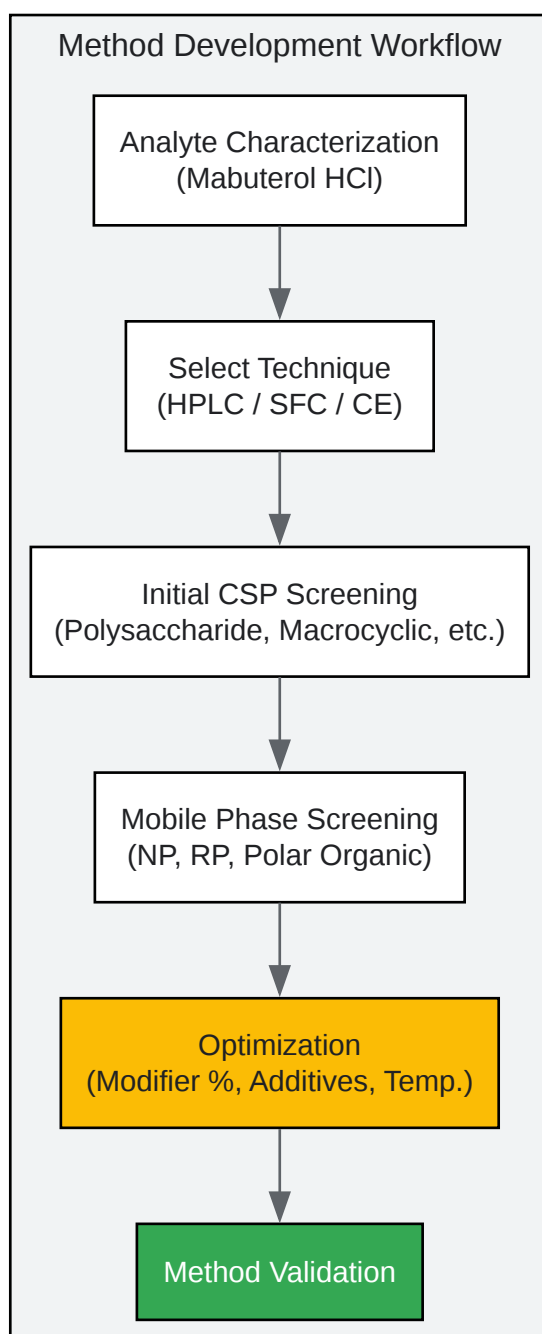 Method Development Workflow
Analyte Characterization
(Mabuterol HCl)
Select Technique
(HPLC / SFC / CE)
Initial CSP Screening
(Polysaccharide, Macrocyclic, etc.)
Mobile Phase Screening
(NP, RP, Polar Organic)
Optimization
(Modifier %, Additives, Temp.)
Method Validation